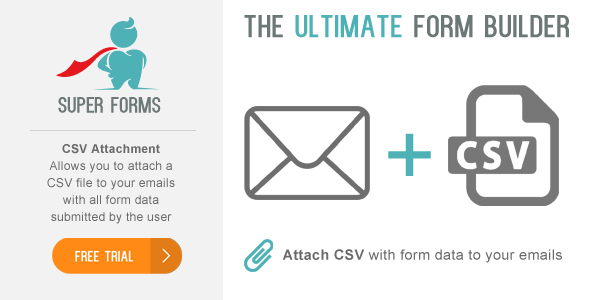 SUPER FORMS
CSV Attachment
Allows you to attach a
CSV file to your emails
with all form data
submitted by the user
FREE TRIAL
THE ULTIMATE FORM BUILDER
CSV
Attach CSV with form data to your emails